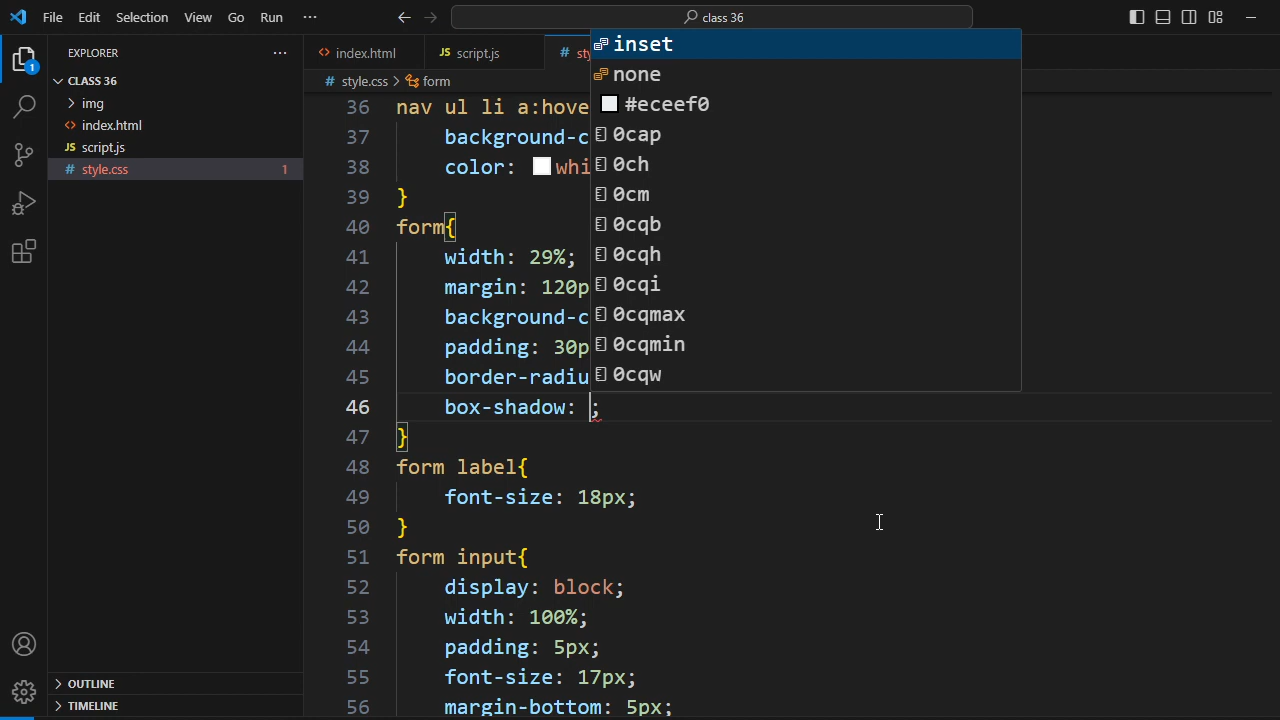 File Edit Selection View Go Run ··· class 36
EXPLORER ···
CLASS 36
img
index.html
JS script.js
# style.css 1
1
OUTLINE
TIMELINE
index.html JS script.js # sty
# style.css > form
36 nav ul li a:hove
37 background-c
38 color: whi
39 }
40 form{
41 width: 29%;
42 margin: 120p
43 background-c
44 padding: 30p
45 border-radiu
46 box-shadow: ;
47 }
48 form label{
49 font-size: 18px;
50 }
51 form input{
52 display: block;
53 width: 100%;
54 padding: 5px;
55 font-size: 17px;
56 margin-bottom: 5px;
inset
none
#eceef0
0cap
0ch
0cm
0cqb
0cqh
0cqi
0cqmax
0cqmin
0cqw